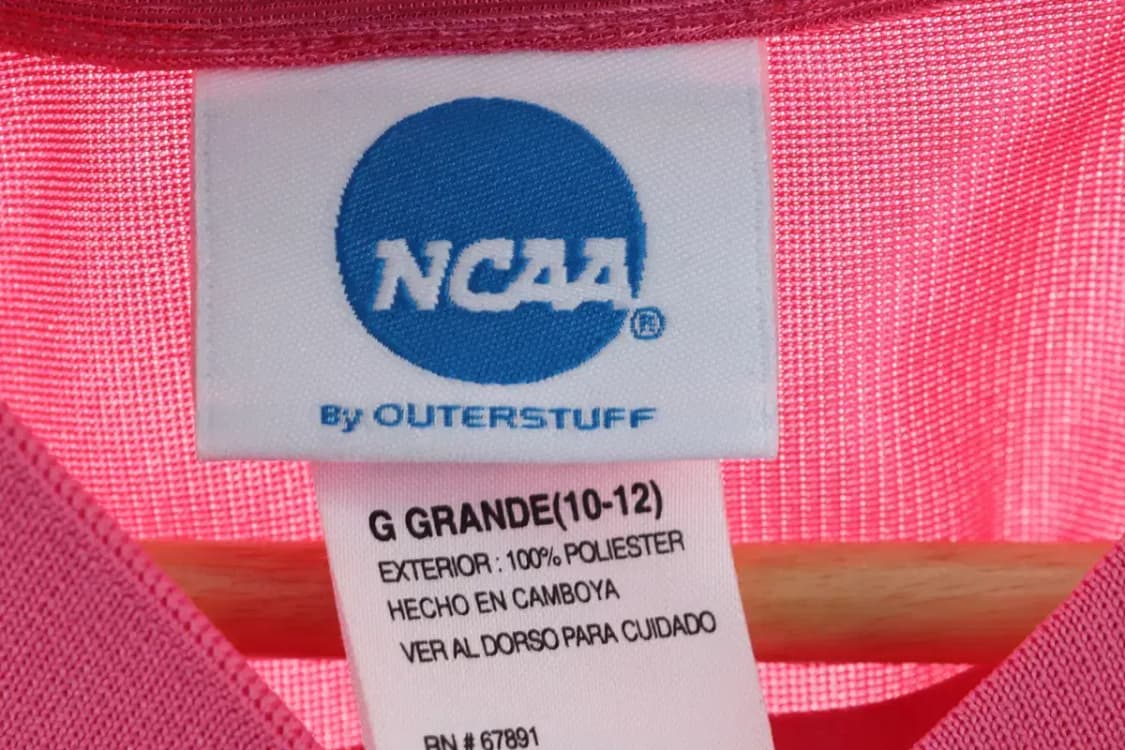 NCAA®
By OUTERSTUFF
G GRANDE(10-12)
EXTERIOR : 100% POLIESTER
HECHO EN CAMBOYA
VER AL DORSO PARA CUIDADO
RN # 67891